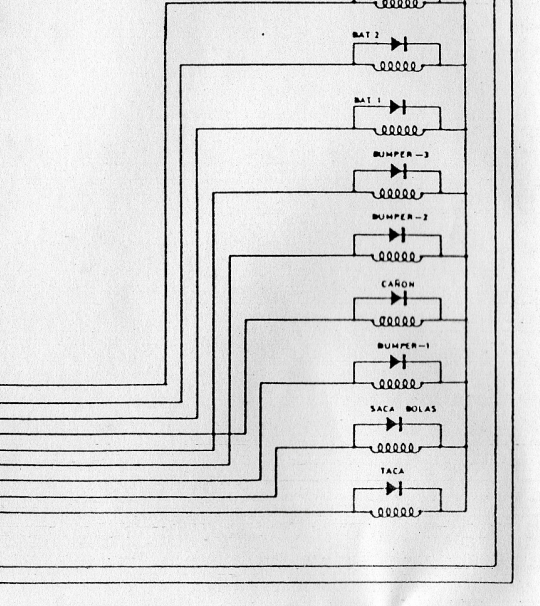 BAT 2
BAT 1
BUMPER-3
BUMPER-2
CAÑON
BUMPER-1
SACA BOLAS
TACA